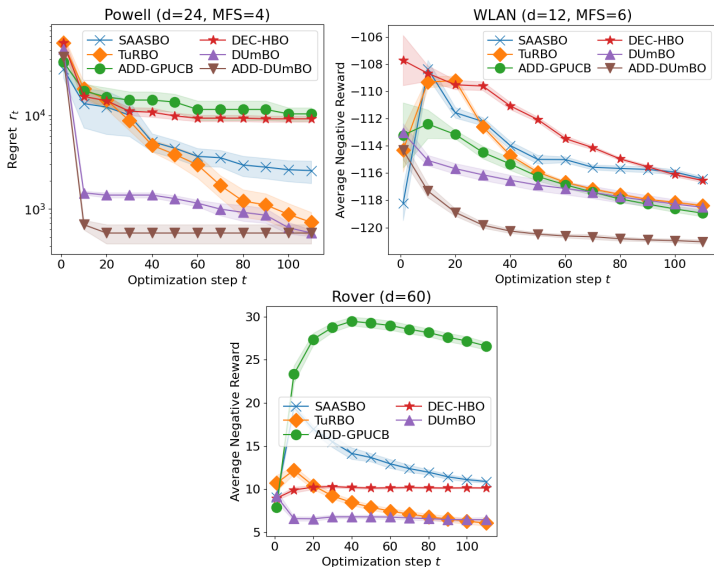 Powell (d=24, MFS=4)
SAASBO
TuRBO
ADD-GPUCB
DEC-HBO
DUmBO
ADD-DUmBO
10^4
10^3
Regret r_t
0 20 40 60 80 100
Optimization step t
WLAN (d=12, MFS=6)
SAASBO
TuRBO
ADD-GPUCB
DEC-HBO
DUmBO
ADD-DUmBO
−106
−108
−110
−112
−114
−116
−118
−120
Average Negative Reward
0 20 40 60 80 100
Optimization step t
Rover (d=60)
30
25
20
15
10
5
Average Negative Reward
SAASBO
TuRBO
ADD-GPUCB
DEC-HBO
DUmBO
0 20 40 60 80 100
Optimization step t